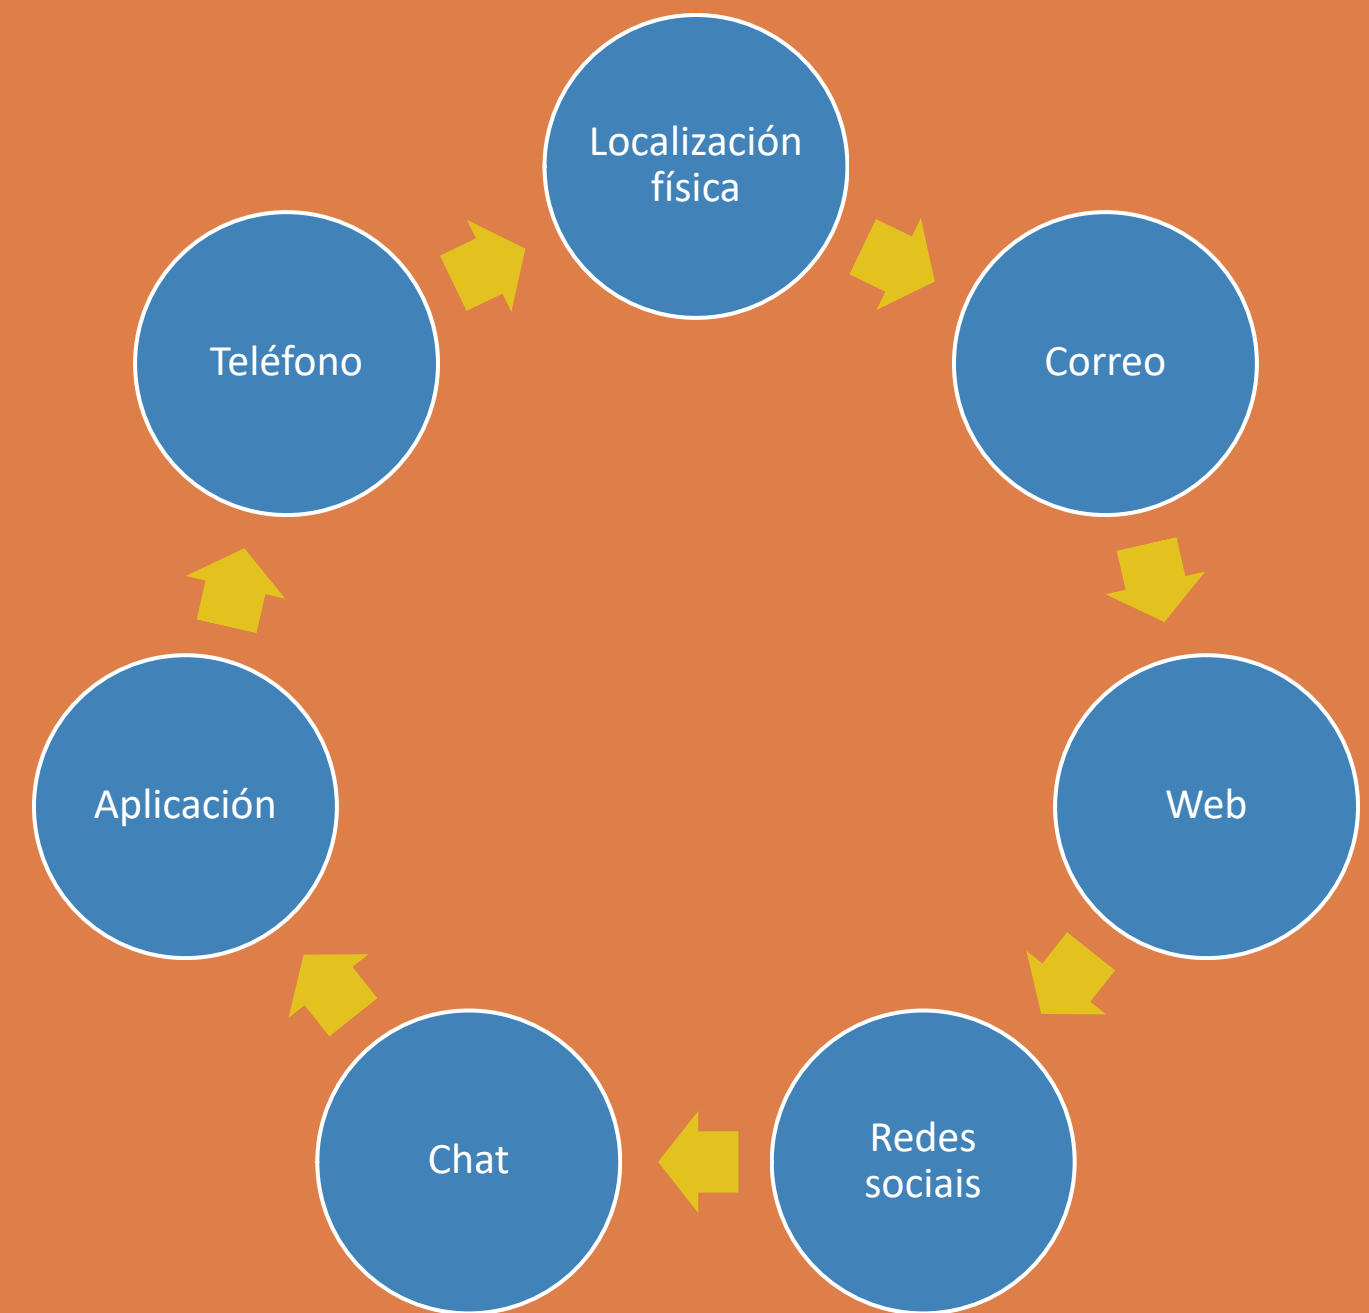 Localización
física
Correo
Web
Redes
sociais
Chat
Aplicación
Teléfono